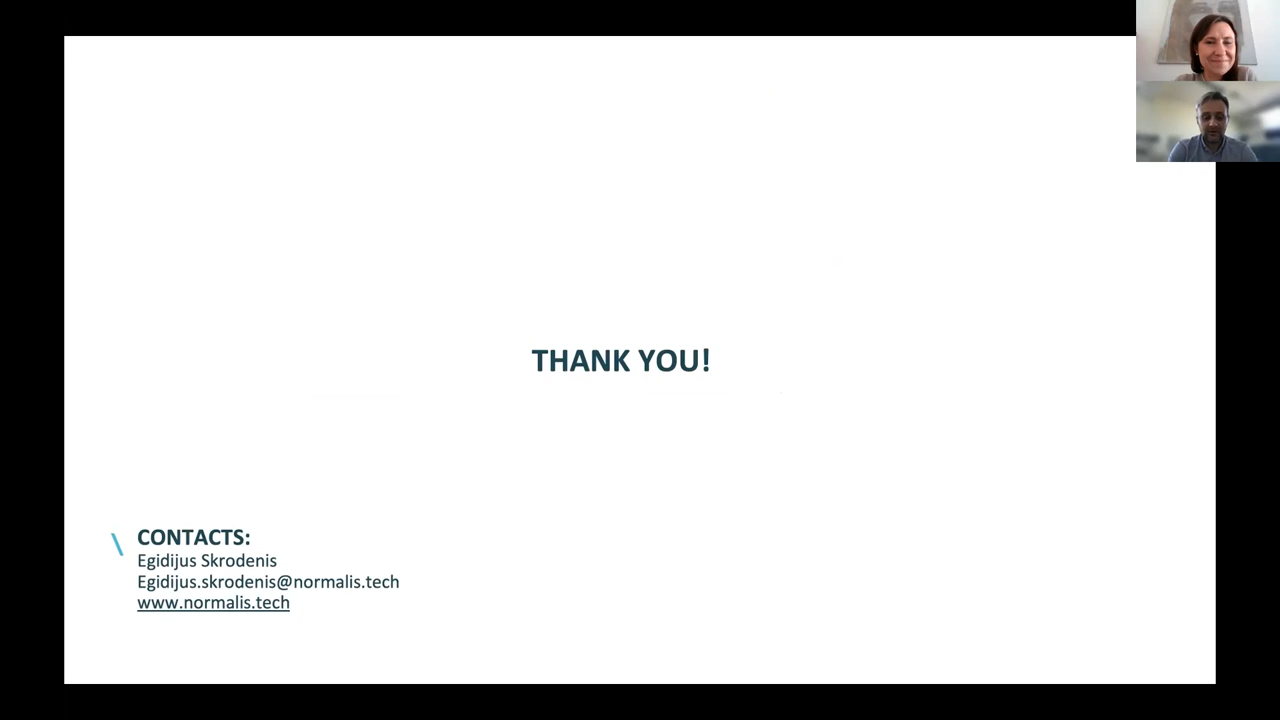 THANK YOU!
CONTACTS:
Egidijus Skrodenis
Egidijus.skrodenis@normalis.tech
www.normalis.tech